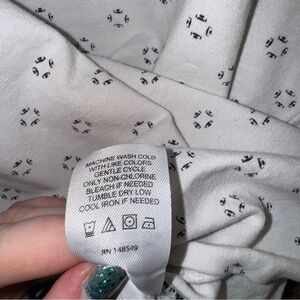 MACHINE WASH COLD
WITH LIKE COLORS
GENTLE CYCLE
ONLY NON-CHLORINE
BLEACH IF NEEDED
TUMBLE DRY LOW
COOL IRON IF NEEDED
RN 148549